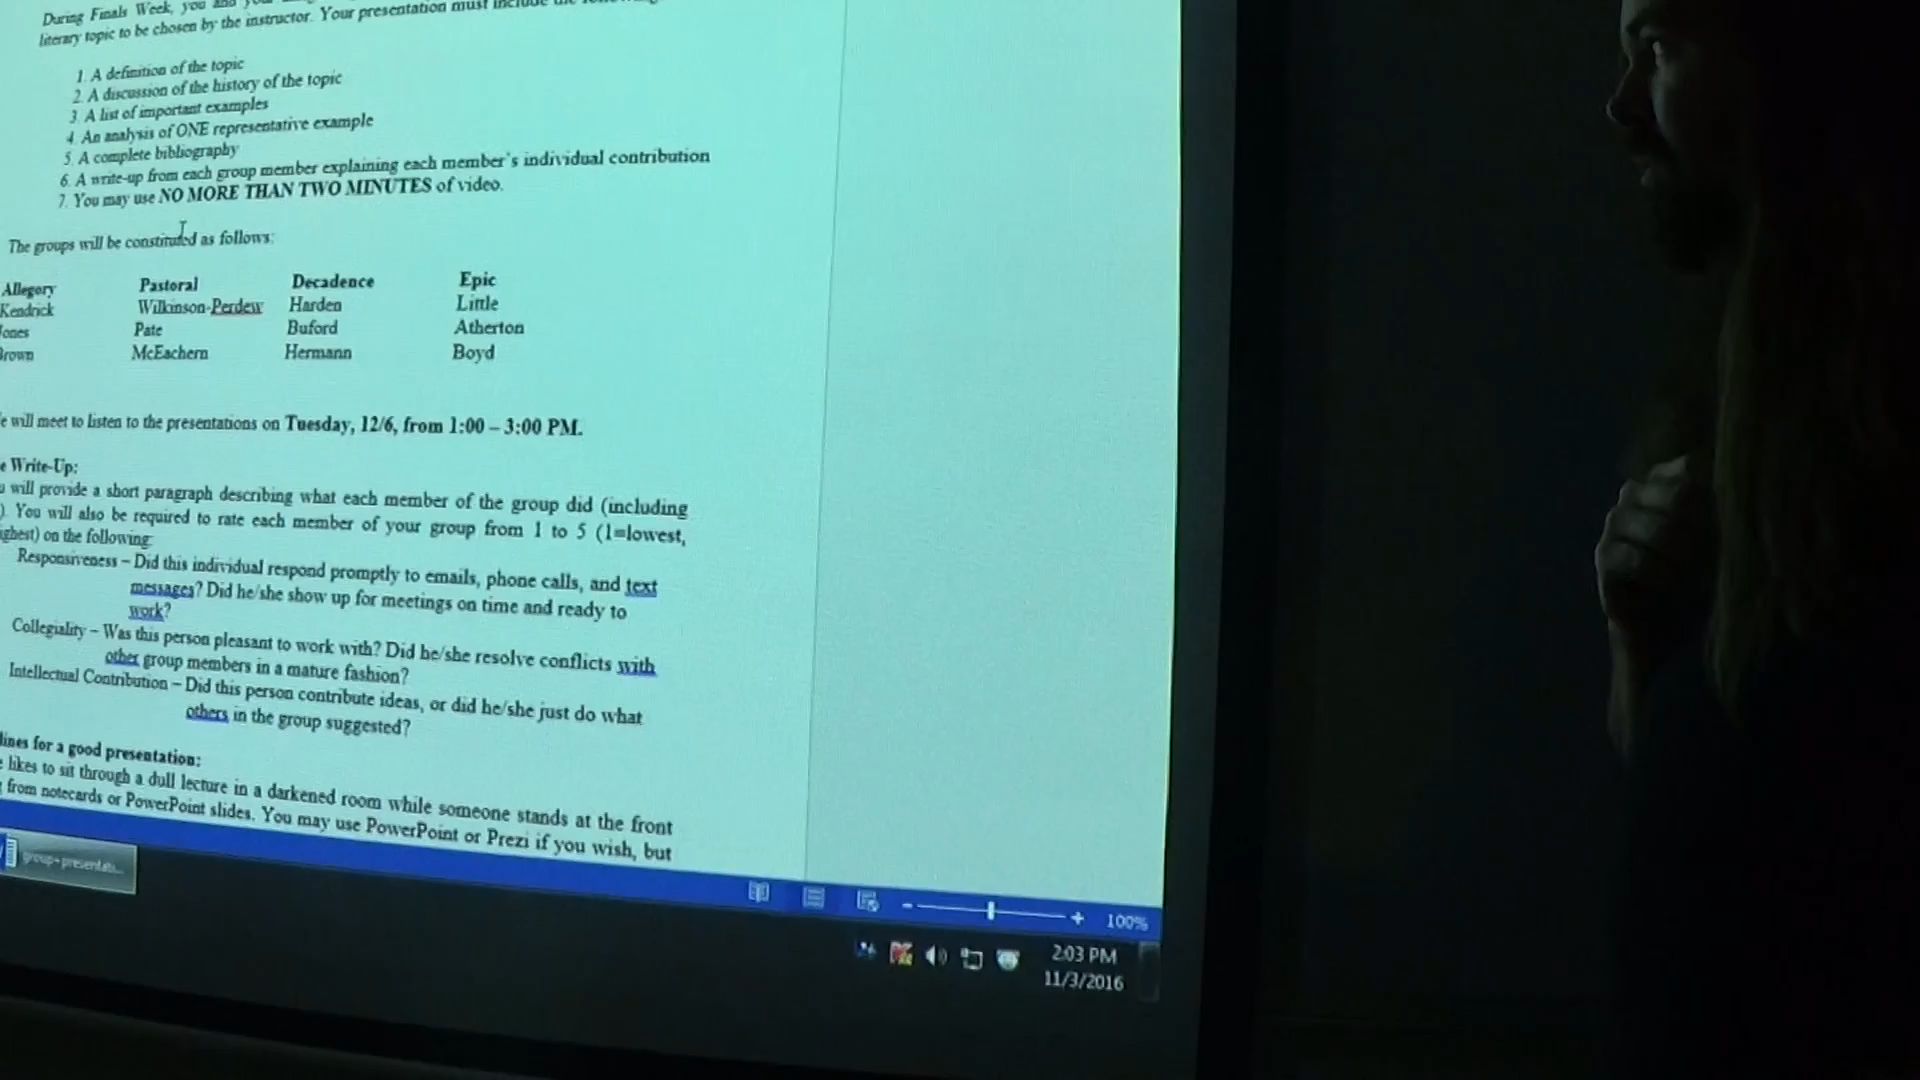 During Finals Week, you and your
literary topic to be chosen by the instructor. Your presentation must include the following
1. A definition of the topic
2. A discussion of the history of the topic
3. A list of important examples
4. An analysis of ONE representative example
5. A complete bibliography
6. A write-up from each group member explaining each member's individual contribution
7. You may use NO MORE THAN TWO MINUTES of video.
The groups will be constituted as follows:
Allegory Pastoral Decadence Epic
Kendrick Wilkinson-Perdew Harden Little
Jones Pate Buford Atherton
Brown McEachern Hermann Boyd
e will meet to listen to the presentations on Tuesday, 12/6, from 1:00 – 3:00 PM.
e Write-Up:
u will provide a short paragraph describing what each member of the group did (including
). You will also be required to rate each member of your group from 1 to 5 (1=lowest,
ighest) on the following:
Responsiveness – Did this individual respond promptly to emails, phone calls, and text
messages? Did he/she show up for meetings on time and ready to
work?
Collegiality – Was this person pleasant to work with? Did he/she resolve conflicts with
other group members in a mature fashion?
Intellectual Contribution – Did this person contribute ideas, or did he/she just do what
others in the group suggested?
lines for a good presentation:
e likes to sit through a dull lecture in a darkened room while someone stands at the front
g from notecards or PowerPoint slides. You may use PowerPoint or Prezi if you wish, but
group+presentati...
100%
2:03 PM
11/3/2016